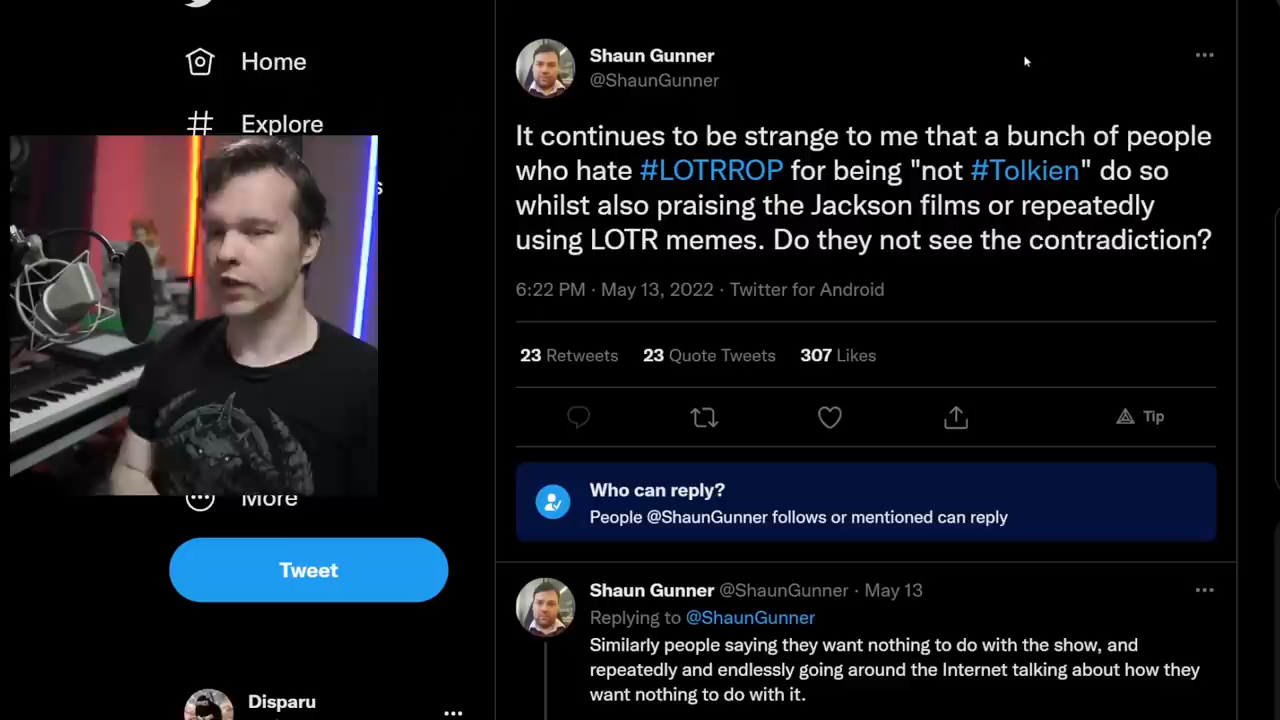 Home
Explore
s
More
Tweet
Disparu
Shaun Gunner
@ShaunGunner
It continues to be strange to me that a bunch of people
who hate #LOTRROP for being "not #Tolkien" do so
whilst also praising the Jackson films or repeatedly
using LOTR memes. Do they not see the contradiction?
6:22 PM · May 13, 2022 · Twitter for Android
23 Retweets 23 Quote Tweets 307 Likes
Tip
Who can reply?
People @ShaunGunner follows or mentioned can reply
Shaun Gunner @ShaunGunner · May 13
Replying to @ShaunGunner
Similarly people saying they want nothing to do with the show, and
repeatedly and endlessly going around the Internet talking about how they
want nothing to do with it.